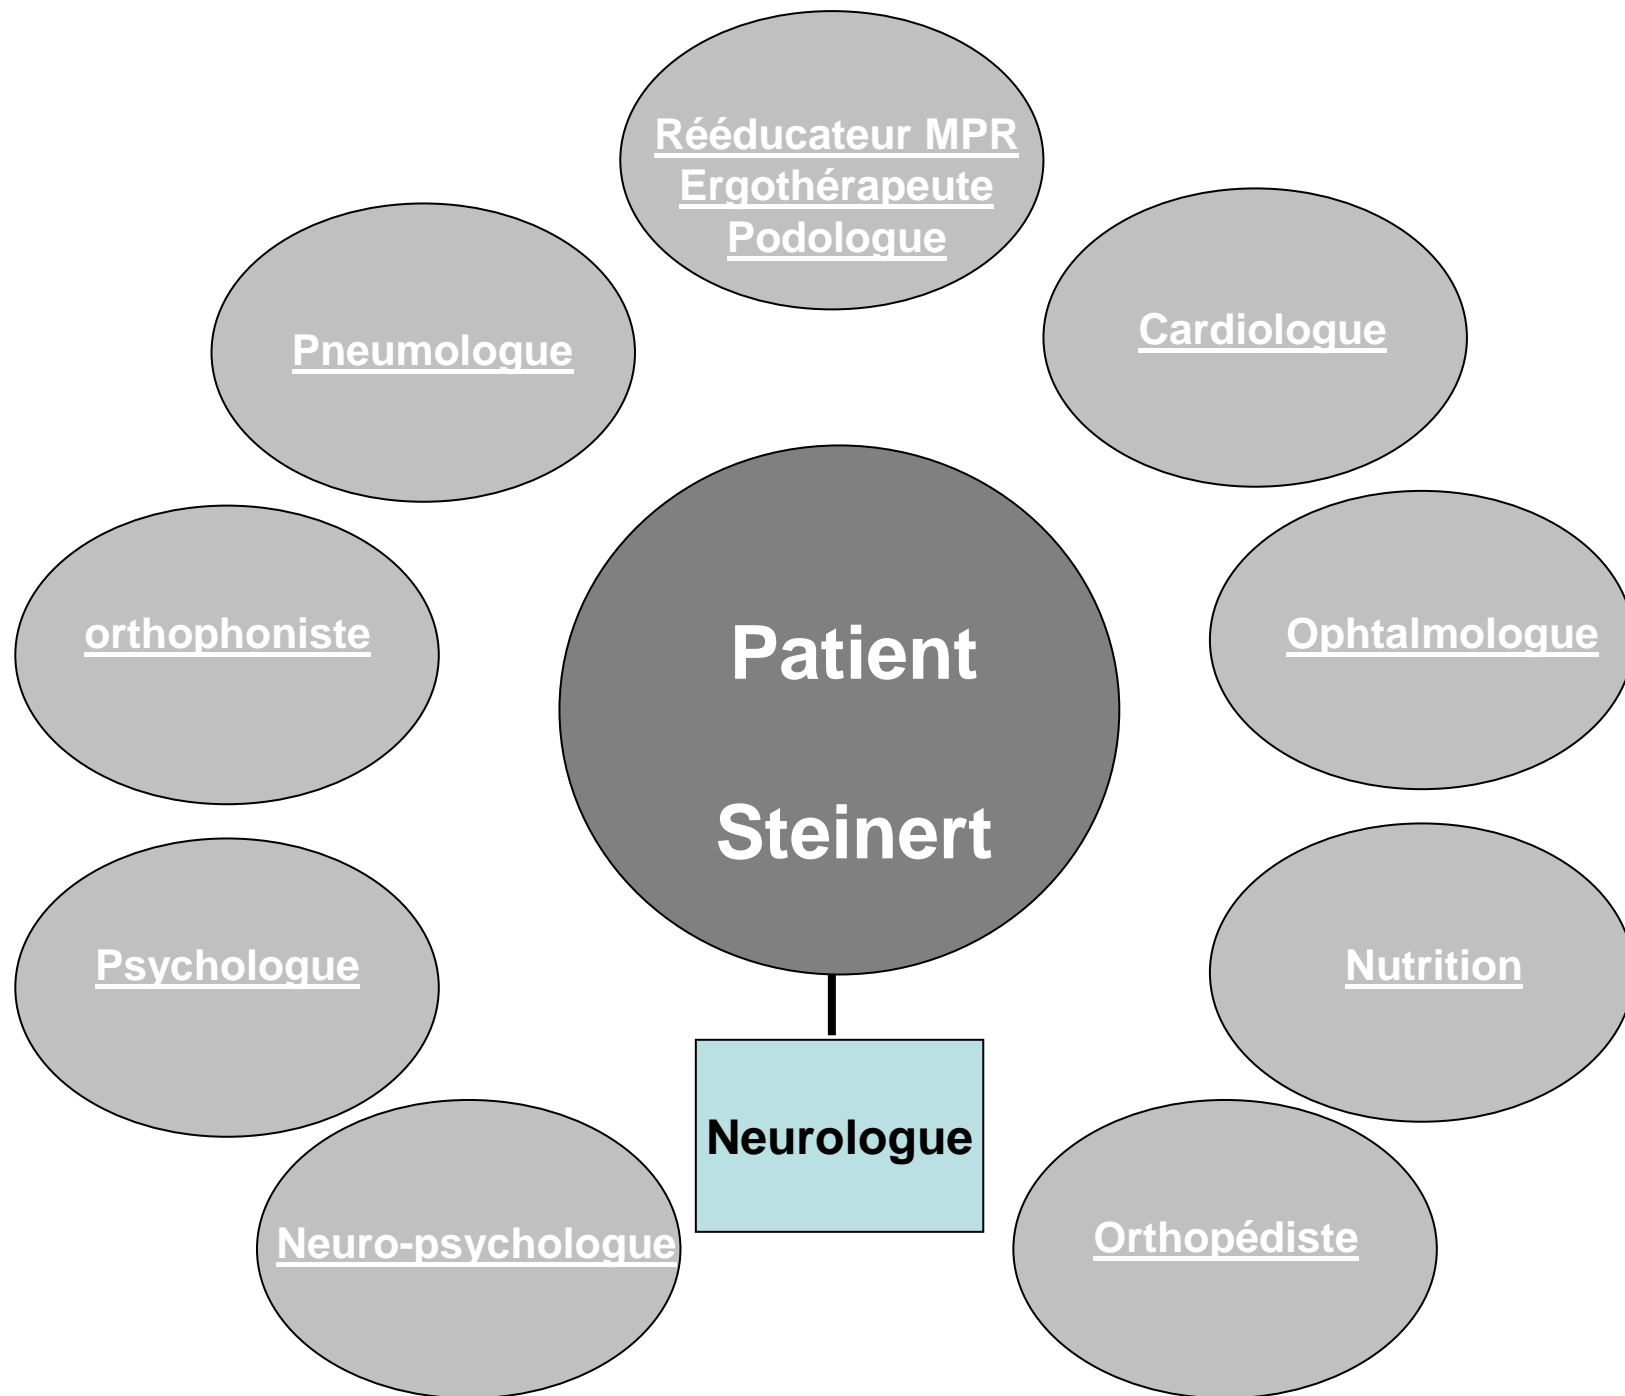 Rééducateur MPR
Ergothérapeute
Podologue
Pneumologue
Cardiologue
orthophoniste
Ophtalmologue
Patient
Steinert
Psychologue
Nutrition
Neurologue
Neuro-psychologue
Orthopédiste